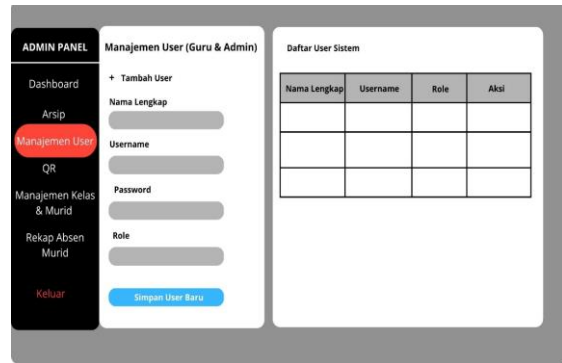 ADMIN PANEL
Dashboard
Arsip
Manajemen User
QR
Manajemen Kelas
& Murid
Rekap Absen
Murid
Keluar
Manajemen User (Guru & Admin)
+ Tambah User
Nama Lengkap
Username
Password
Role
Simpan User Baru
Daftar User Sistem
Nama Lengkap Username Role Aksi